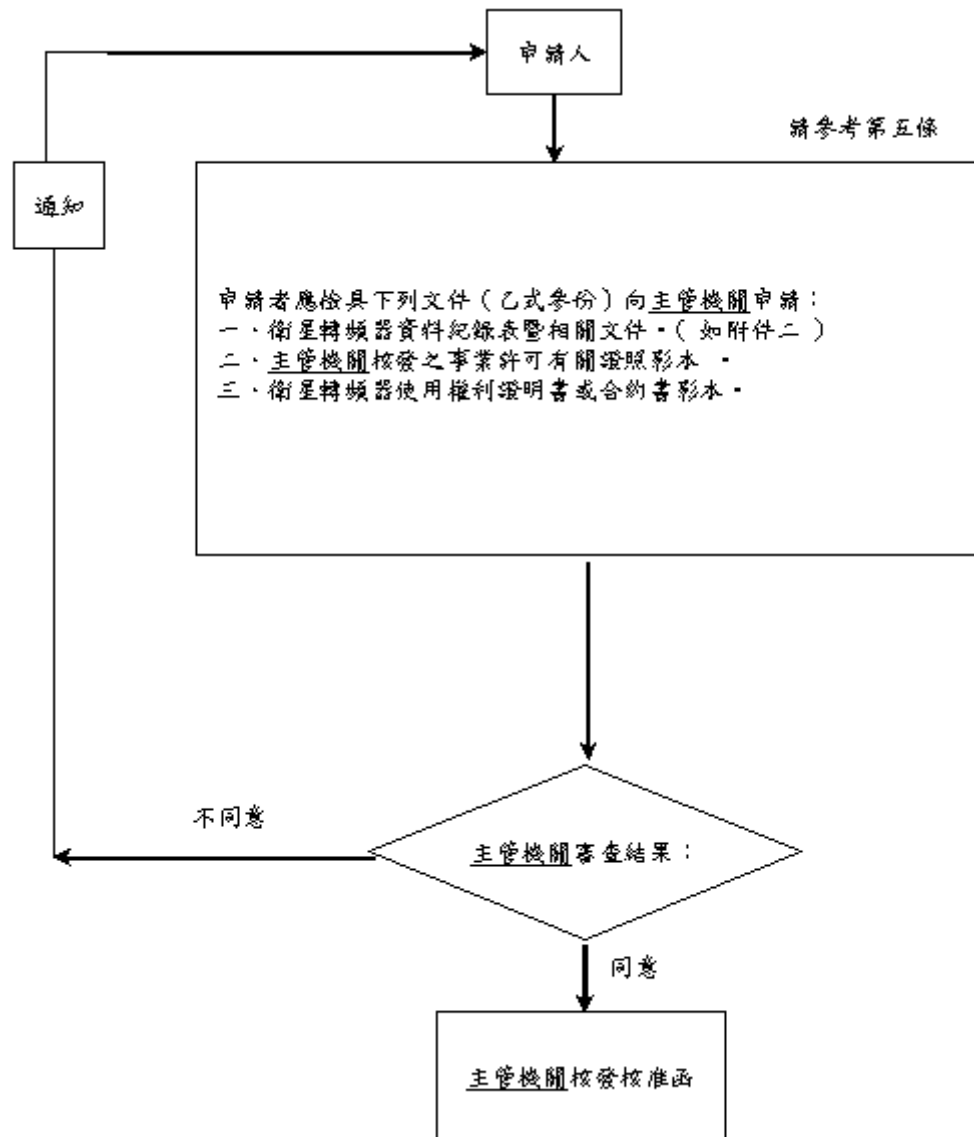 申請人
請參考第五條
通知
申請者應檢具下列文件（乙式參份）向主管機關申請：
一、衛星轉頻器資料紀錄表暨相關文件。（如附件二）
二、主管機關核發之事業許可有關證照影本 。
三、衛星轉頻器使用權利證明書或合約書影本。
不同意
主管機關審查結果：
同意
主管機關核發核准函